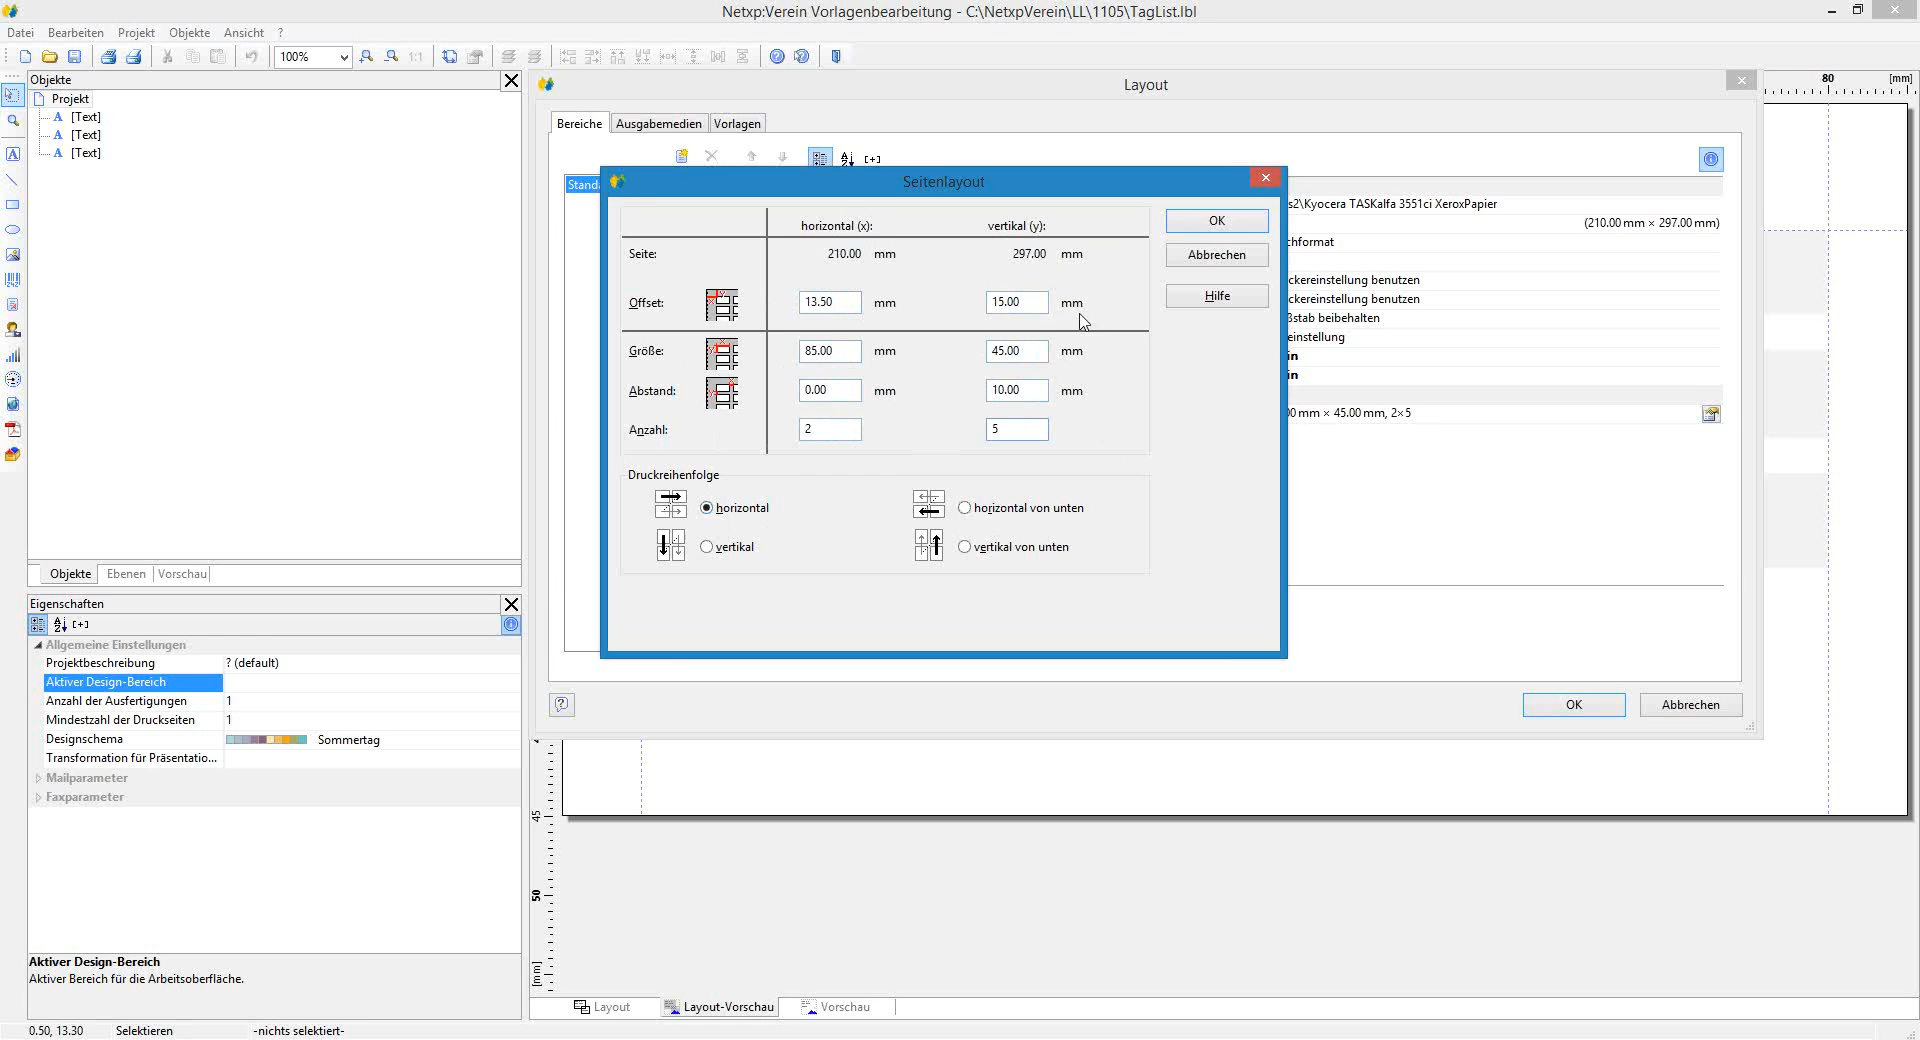 Netxp:Verein Vorlagenbearbeitung - C:\NetxpVerein\LL\1105\TagList.lbl
Datei Bearbeiten Projekt Objekte Ansicht ?
100%
1:1
Objekte
Projekt
[Text]
[Text]
[Text]
Objekte Ebenen Vorschau
Eigenschaften
Allgemeine Einstellungen
Projektbeschreibung ? (default)
Aktiver Design-Bereich
Anzahl der Ausfertigungen 1
Mindestzahl der Druckseiten 1
Designschema Sommertag
Transformation für Präsentatio...
Mailparameter
Faxparameter
Aktiver Design-Bereich
Aktiver Bereich für die Arbeitsoberfläche.
0.50, 13.30 Selektieren -nichts selektiert-
Layout
80 [mm]
Bereiche Ausgabemedien Vorlagen
Standa
s2\Kyocera TASKalfa 3551ci XeroxPapier
(210.00 mm × 297.00 mm)
chformat
ckereinstellung benutzen
ckereinstellung benutzen
ßstab beibehalten
einstellung
in
in
0 mm × 45.00 mm, 2×5
OK Abbrechen
Seitenlayout
horizontal (x): vertikal (y):
Seite: 210.00 mm 297.00 mm
Offset: 13.50 mm 15.00 mm
Größe: 85.00 mm 45.00 mm
Abstand: 0.00 mm 10.00 mm
Anzahl: 2 5
OK
Abbrechen
Hilfe
Druckreihenfolge
horizontal horizontal von unten
vertikal vertikal von unten
45
50
[mm]
Layout Layout-Vorschau Vorschau